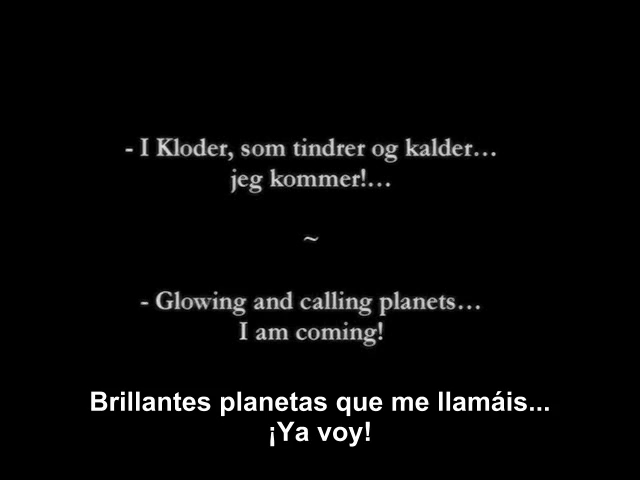 - I Kloder, som tindrer og kalder...
jeg kommer!...
~
- Glowing and calling planets...
I am coming!
Brillantes planetas que me llamáis...
¡Ya voy!